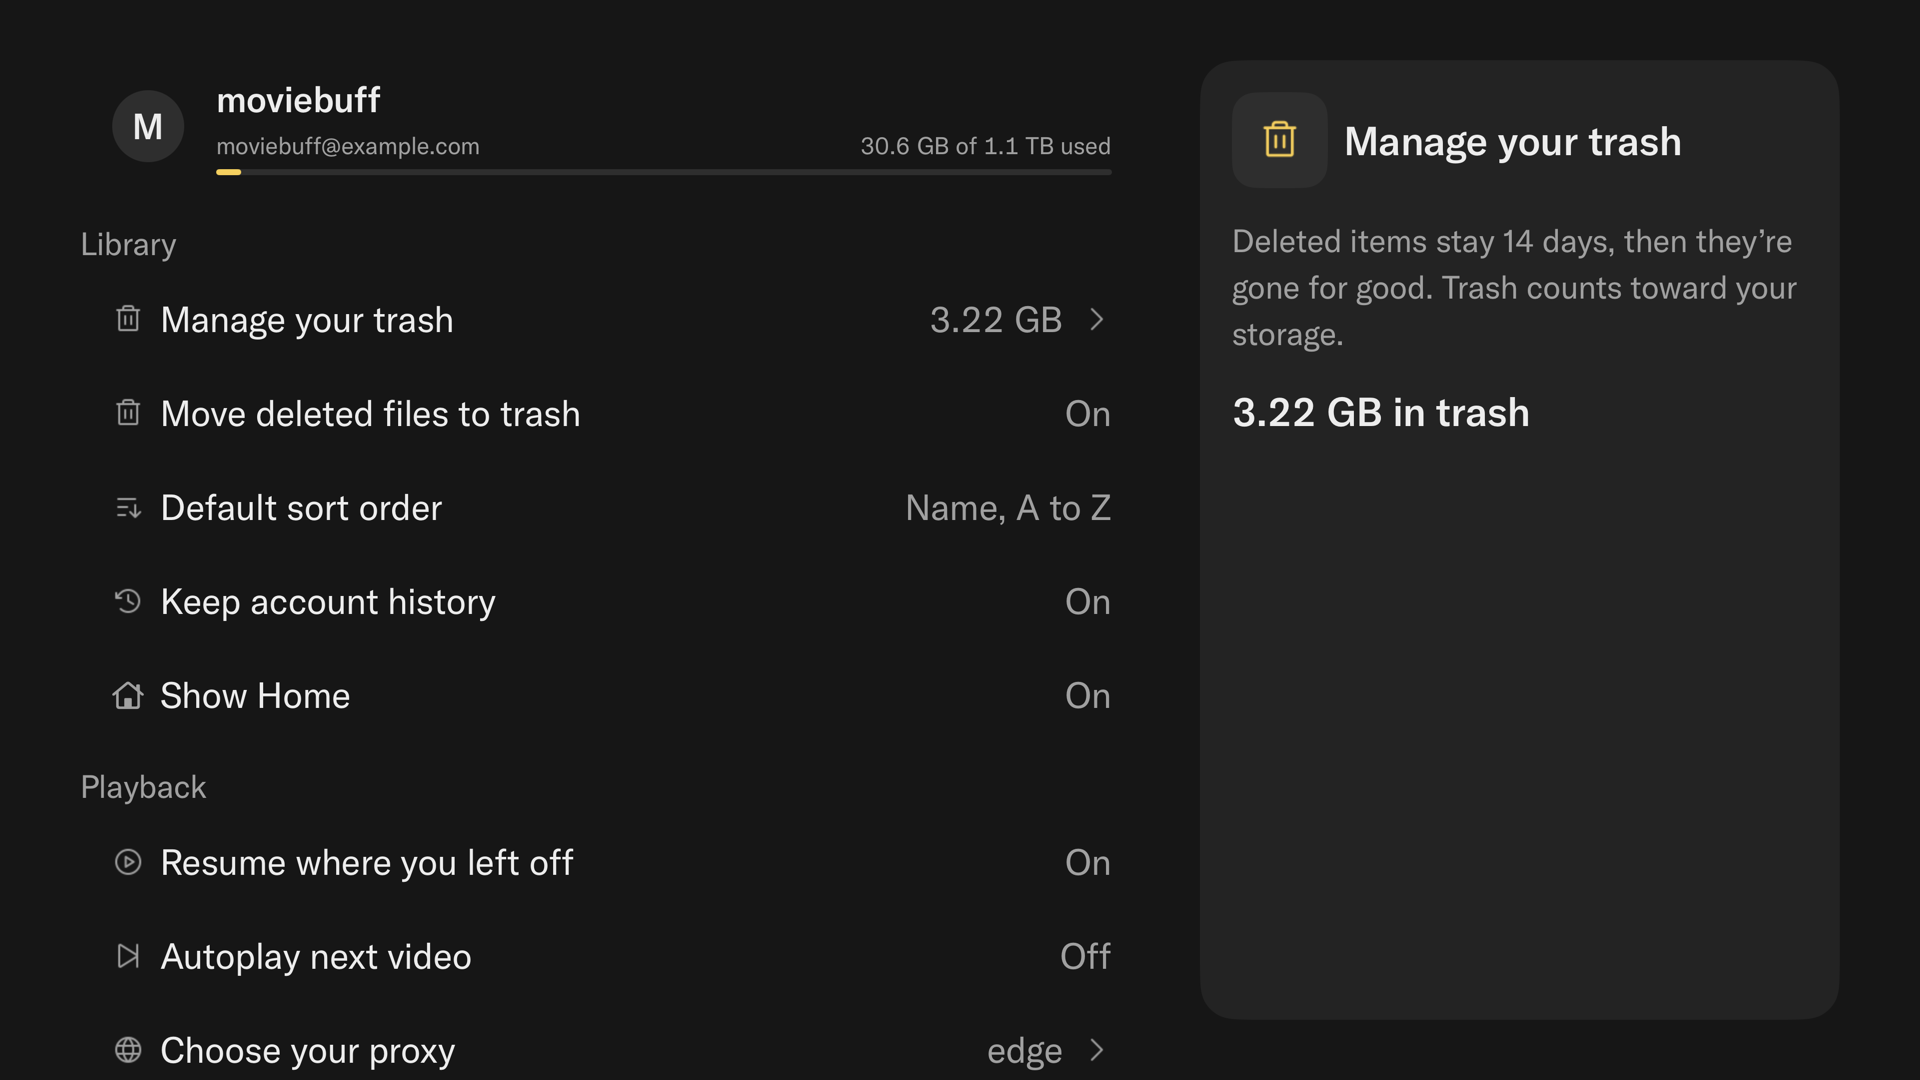 M
moviebuff
moviebuff@example.com
30.6 GB of 1.1 TB used
Library
Manage your trash
3.22 GB
Move deleted files to trash
On
Default sort order
Name, A to Z
Keep account history
On
Show Home
On
Playback
Resume where you left off
On
Autoplay next video
Off
Choose your proxy
edge
Manage your trash
Deleted items stay 14 days, then they’re
gone for good. Trash counts toward your
storage.
3.22 GB in trash